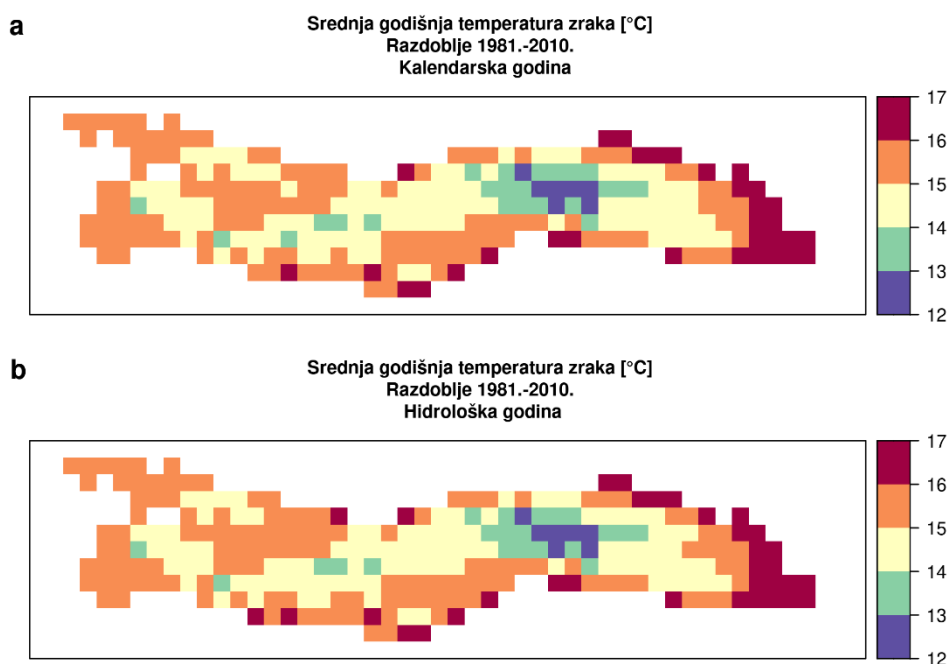 a
Srednja godišnja temperatura zraka [°C]
Razdoblje 1981.-2010.
Kalendarska godina
17
16
15
14
13
12
b
Srednja godišnja temperatura zraka [°C]
Razdoblje 1981.-2010.
Hidrološka godina
17
16
15
14
13
12